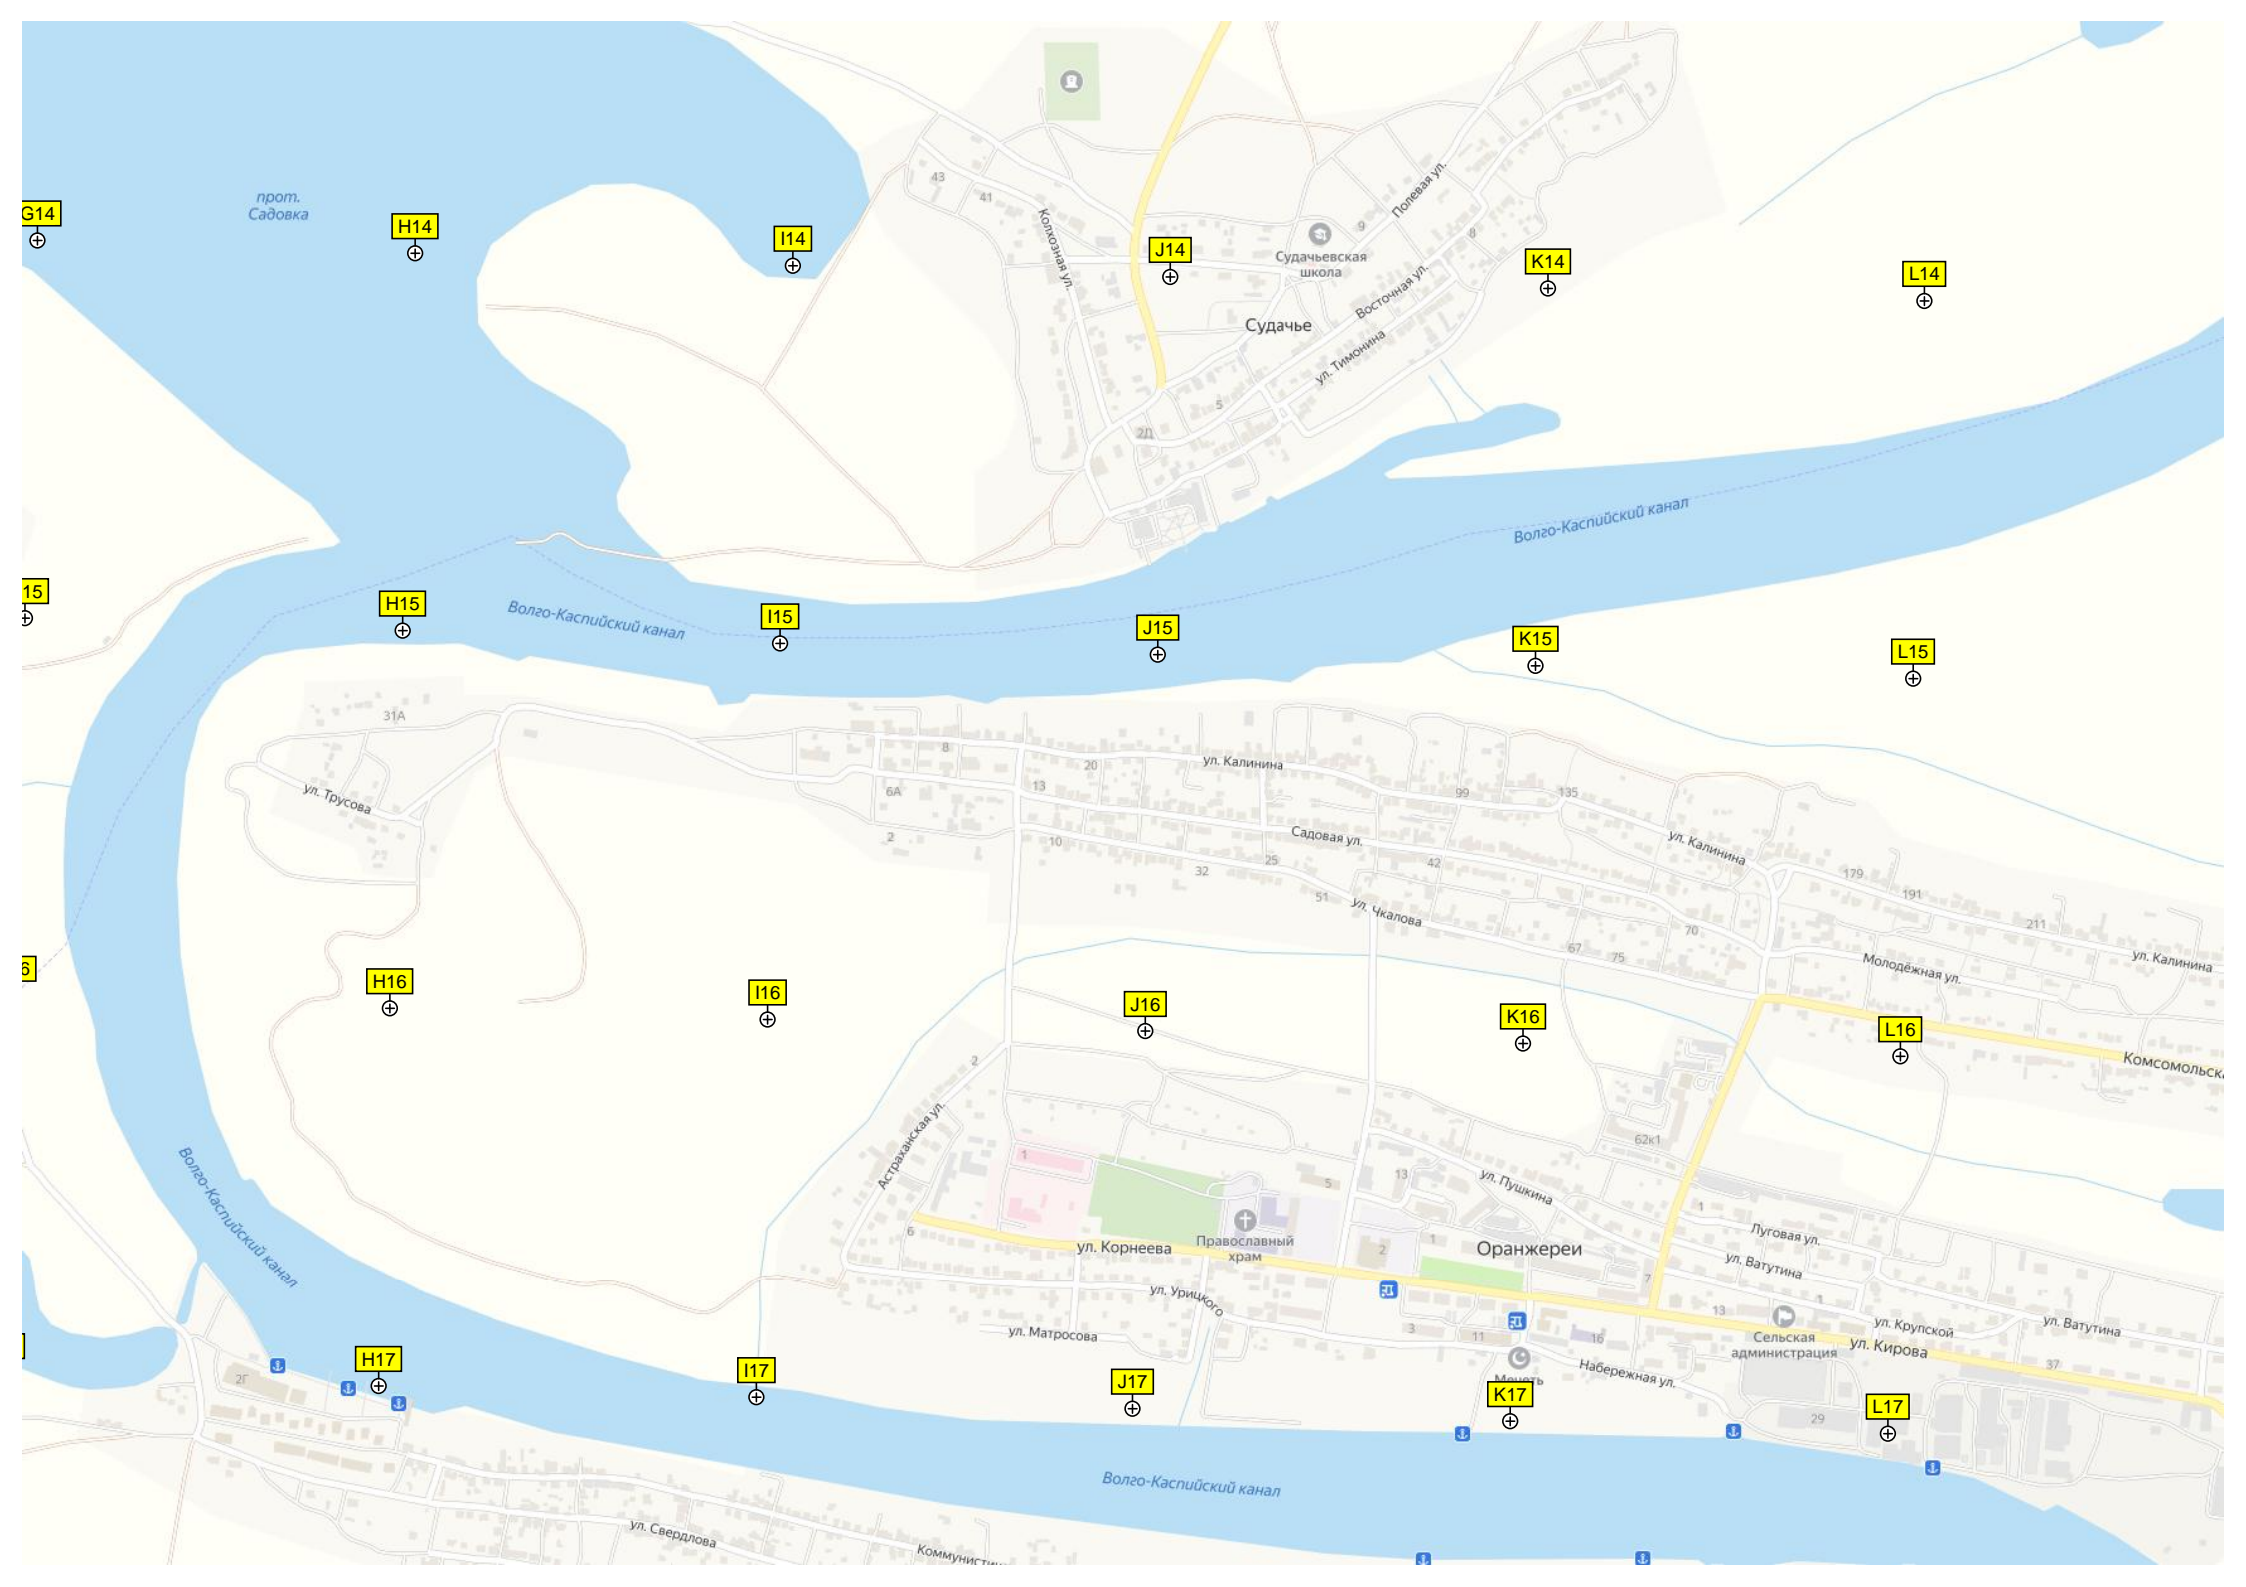 43
41
прот.
Садовка
Полевая ул.
G14
H14
I14
J14
K14
L14
Колхозная ул.
9
8
Судачьевская
школа
Восточная ул.
Судачье
ул. Тимонина
5
2Д
Волго-Каспийский канал
15
H15
I15
J15
K15
L15
Волго-Каспийский канал
31А
8
20
ул. Калинина
ул. Трусова
6А
13
99
135
2
10
Садовая ул.
ул. Калинина
32
25
42
179
51
191
ул. Чкалова
70
211
67
75
ул. Калинина
Молодёжная ул.
6
H16
I16
J16
K16
L16
2
Комсомольска
Астраханская ул.
62к1
Волго-Каспийский канал
1
13
5
ул. Пушкина
6
1
ул. Корнеева
Православный
храм
2
1
Оранжереи
Луговая ул.
ул. Ватутина
7
ул. Урицкого
1
13
ул. Матросова
3
11
16
Сельская
администрация
ул. Крупской
ул. Ватутина
ул. Кирова
H17
I17
J17
K17
L17
2Г
Мечеть
Набережная ул.
37
29
Волго-Каспийский канал
ул. Свердлова